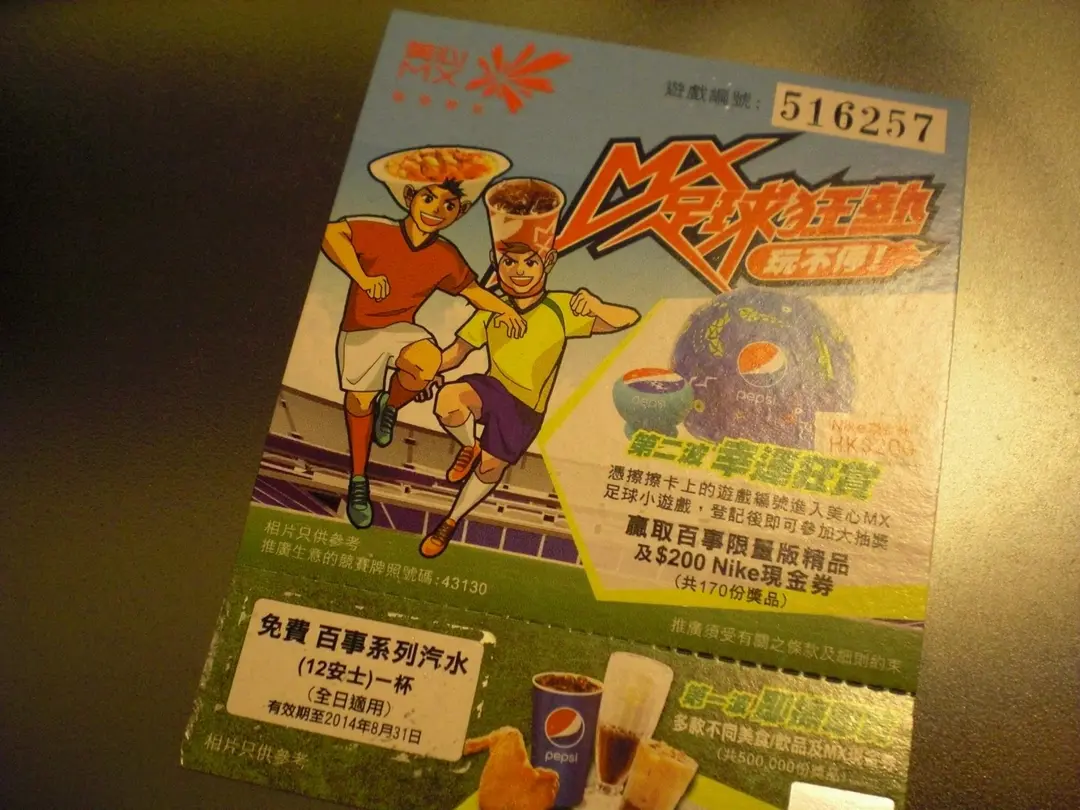 美心
MX
遊戲編號：
516257
MX足球狂熱
玩不停！
pepsi
pepsi
HK$200
第二波 幸運狂賞
憑擦擦卡上的遊戲編號進入美心MX
足球小遊戲，登記後即可參加大抽獎
贏取百事限量版精品
及$200 Nike現金券
(共170份獎品)
相片只供參考
推廣生意的競賽牌照號碼:43130
推廣須受有關之條款及細則約束
免費 百事系列汽水
(12安士)一杯
(全日適用)
有效期至2014年8月31日
相片只供參考
pepsi
第一波
多款不同美食/飲品及MX
(共500,000份獎品)